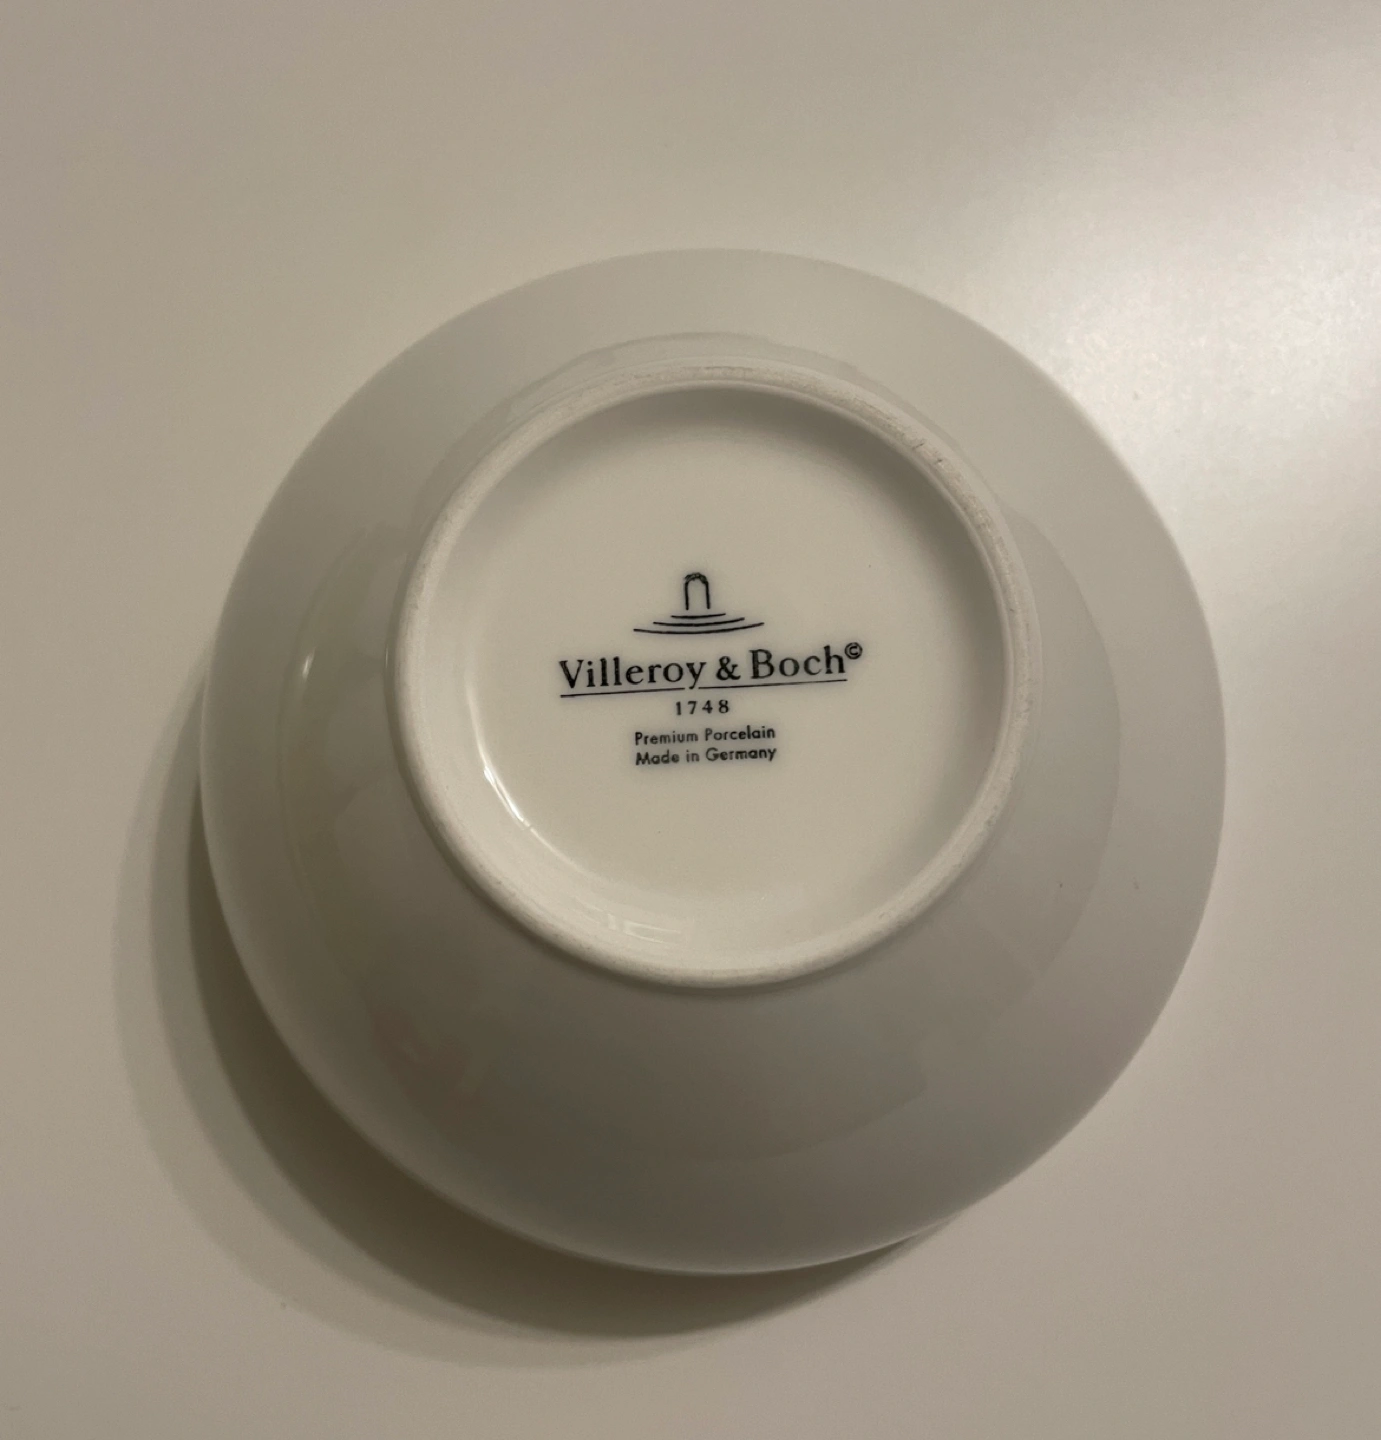 Villeroy & Boch©
1748
Premium Porcelain
Made in Germany